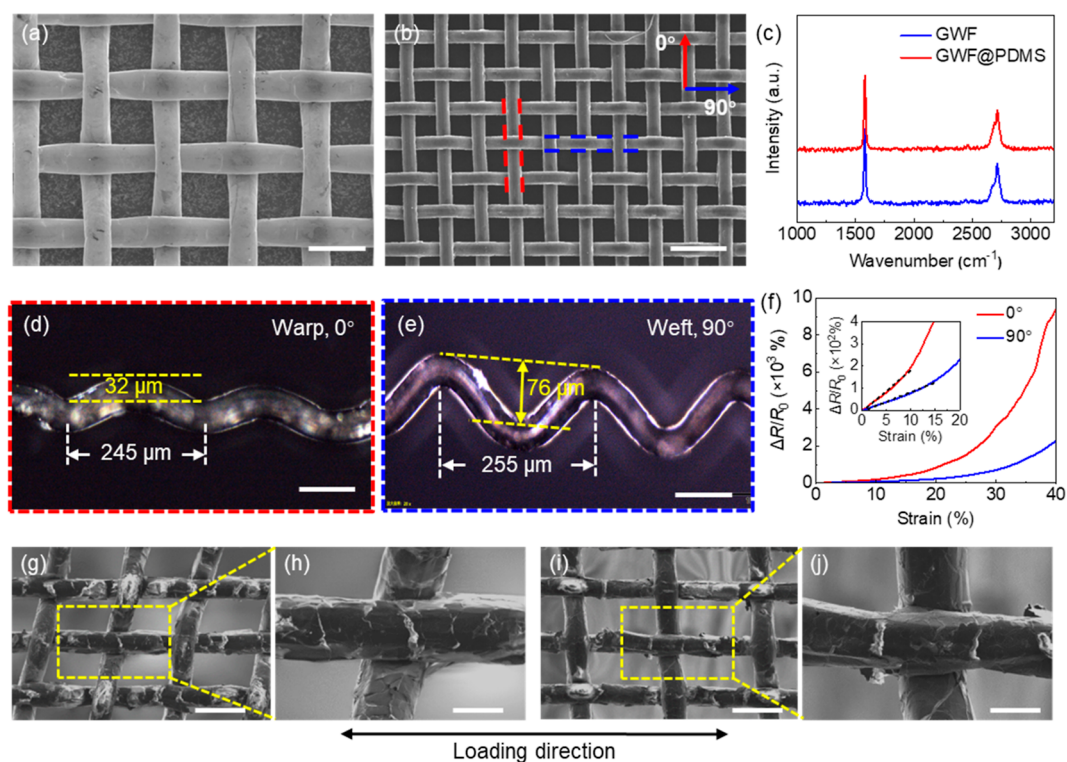 (a)
(b)
0°
90°
(c)
GWF
GWF@PDMS
Intensity (a.u.)
1000 1500 2000 2500 3000
Wavenumber (cm⁻¹)
(d)
Warp, 0°
32 µm
245 µm
(e)
Weft, 90°
76 µm
255 µm
(f)
0°
90°
ΔR/R₀ (×10³ %)
10
8
6
4
2
0
0 10 20 30 40
Strain (%)
ΔR/R₀ (×10²%)
4
3
2
1
0
0 5 10 15 20
Strain (%)
(g)
(h)
(i)
(j)
Loading direction